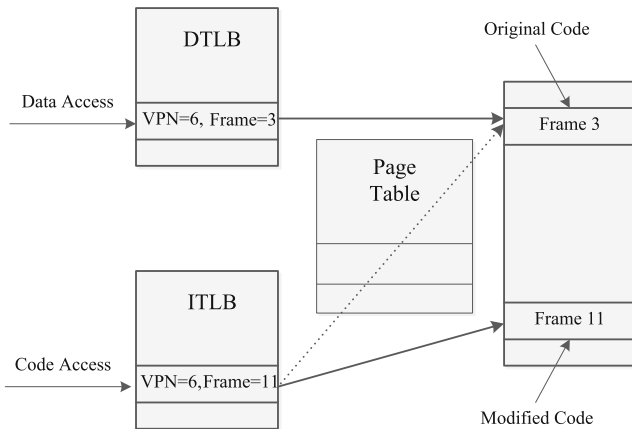 DTLB
Original Code
Data Access
VPN=6, Frame=3
Frame 3
Page
Table
ITLB
Frame 11
Code Access
VPN=6,Frame=11
Modified Code